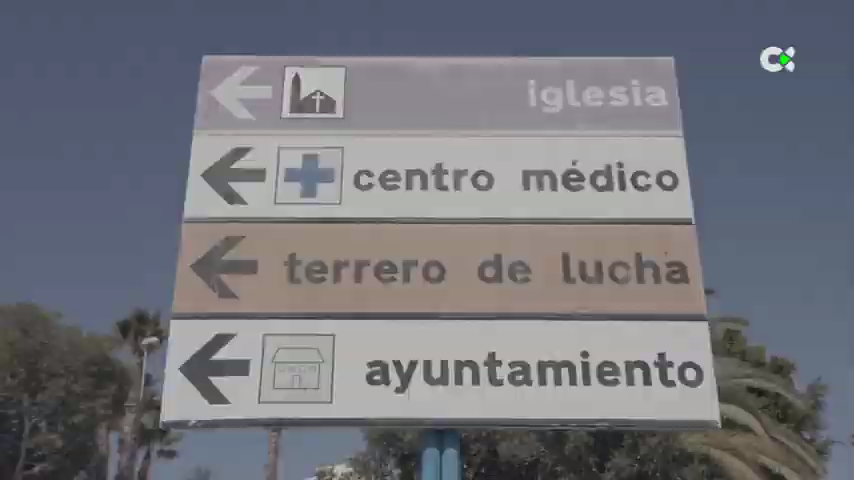 iglesia
centro médico
terrero de lucha
ayuntamiento